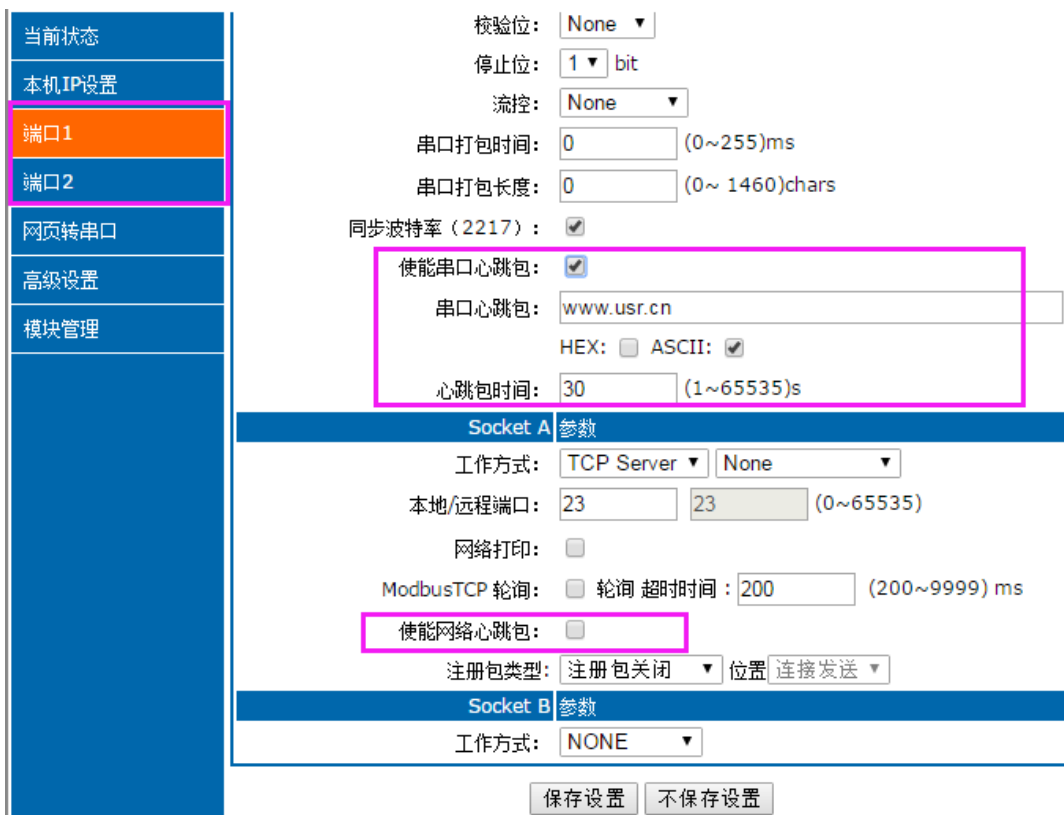 当前状态
本机IP设置
端口1
端口2
网页转串口
高级设置
模块管理
校验位: None
停止位: 1 bit
流控: None
串口打包时间: 0 (0~255)ms
串口打包长度: 0 (0~ 1460)chars
同步波特率（2217）:
使能串口心跳包:
串口心跳包: www.usr.cn
HEX: ASCII:
心跳包时间: 30 (1~65535)s
Socket A 参数
工作方式: TCP Server None
本地/远程端口: 23 23 (0~65535)
网络打印:
ModbusTCP 轮询: 轮询 超时时间 : 200 (200~9999) ms
使能网络心跳包:
注册包类型: 注册包关闭 位置 连接发送
Socket B 参数
工作方式: NONE
保存设置 不保存设置